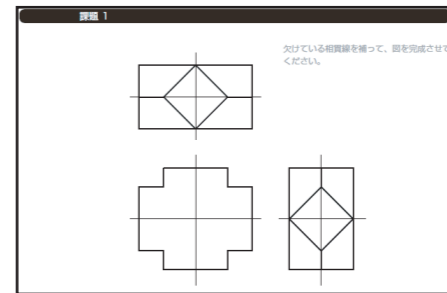 課題 1
欠けている相貫線を補って、図を完成させて
ください。